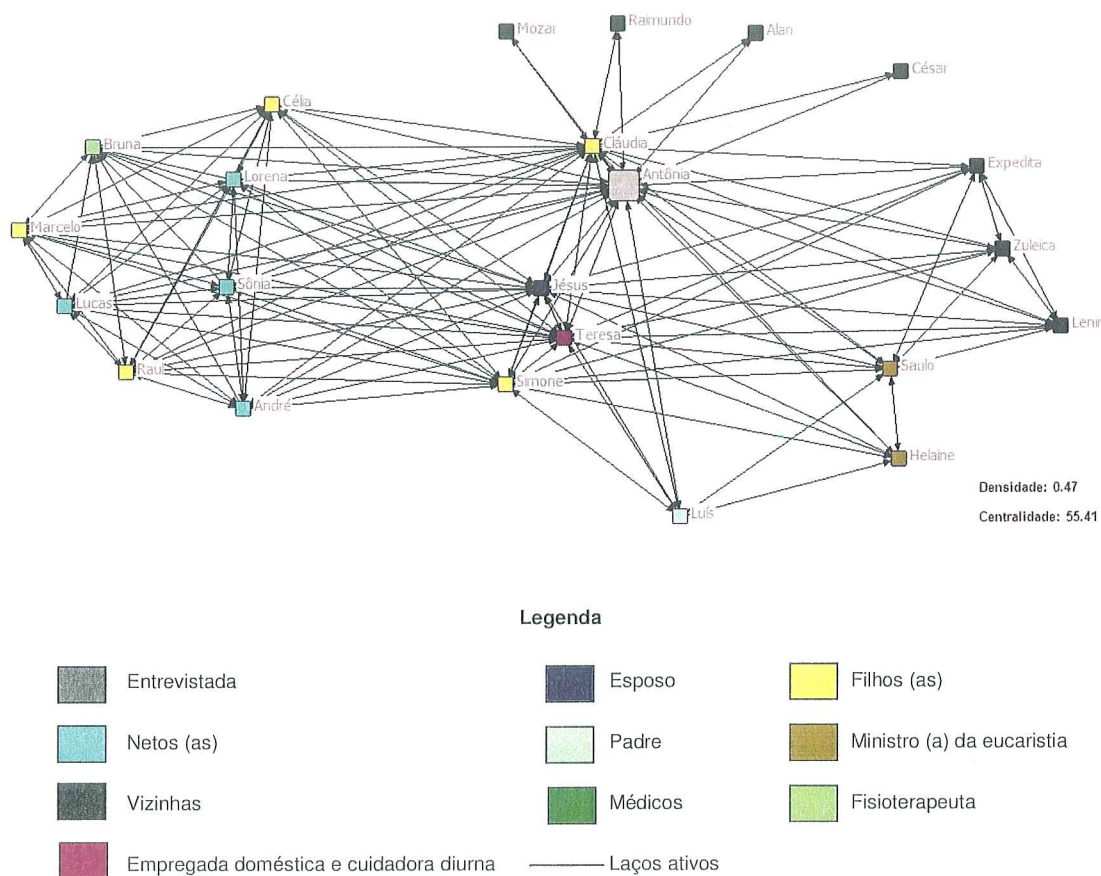 Mozar
Raimundo
Alan
César
Célia
Bruna
Cláudia
Lorena
Antônia
Expedita
Marcelo
Zuleica
Sônia
Jésus
Lucas
Lenir
Teresa
Raul
Saulo
Simone
André
Helaine
Luís
Densidade: 0.47
Centralidade: 55.41
Legenda
Entrevistada
Esposo
Filhos (as)
Netos (as)
Padre
Ministro (a) da eucaristia
Vizinhas
Médicos
Fisioterapeuta
Empregada doméstica e cuidadora diurna
Laços ativos